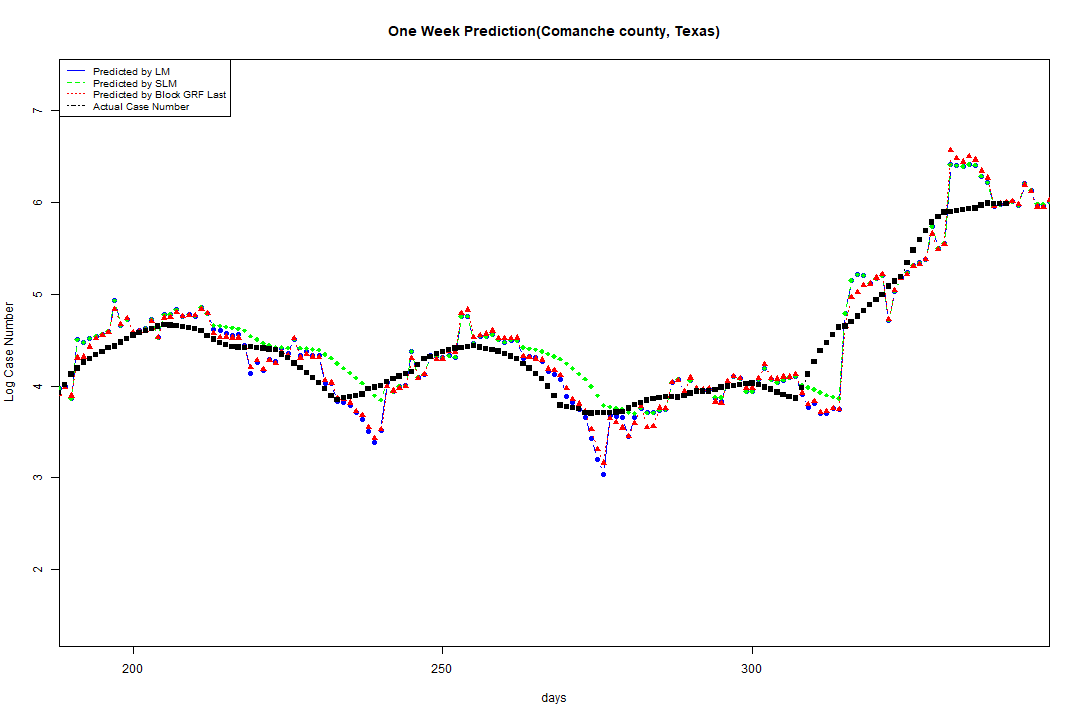 One Week Prediction(Comanche county, Texas)
Predicted by LM
Predicted by SLM
Predicted by Block GRF Last
Actual Case Number
7
6
5
4
3
2
Log Case Number
200 250 300
days